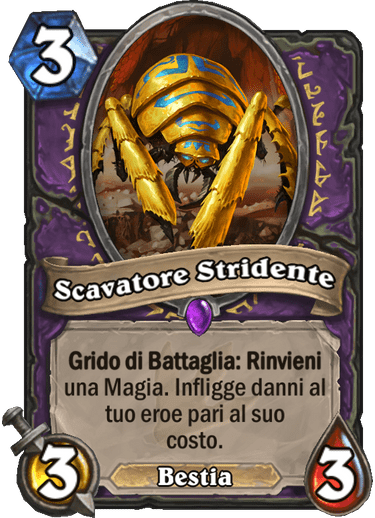 3
Scavatore Stridente
Grido di Battaglia: Rinvieni
una Magia. Infligge danni al
tuo eroe pari al suo
costo.
3
Bestia
3